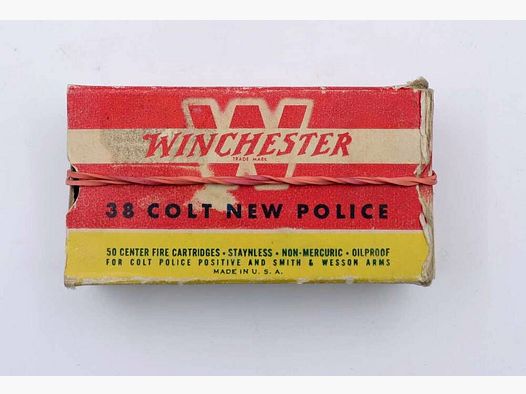 W
WINCHESTER
TRADE MARK
38 COLT NEW POLICE
50 CENTER FIRE CARTRIDGES • STAYNLESS • NON-MERCURIC • OILPROOF
FOR COLT POLICE POSITIVE AND SMITH & WESSON ARMS
MADE IN U. S. A.